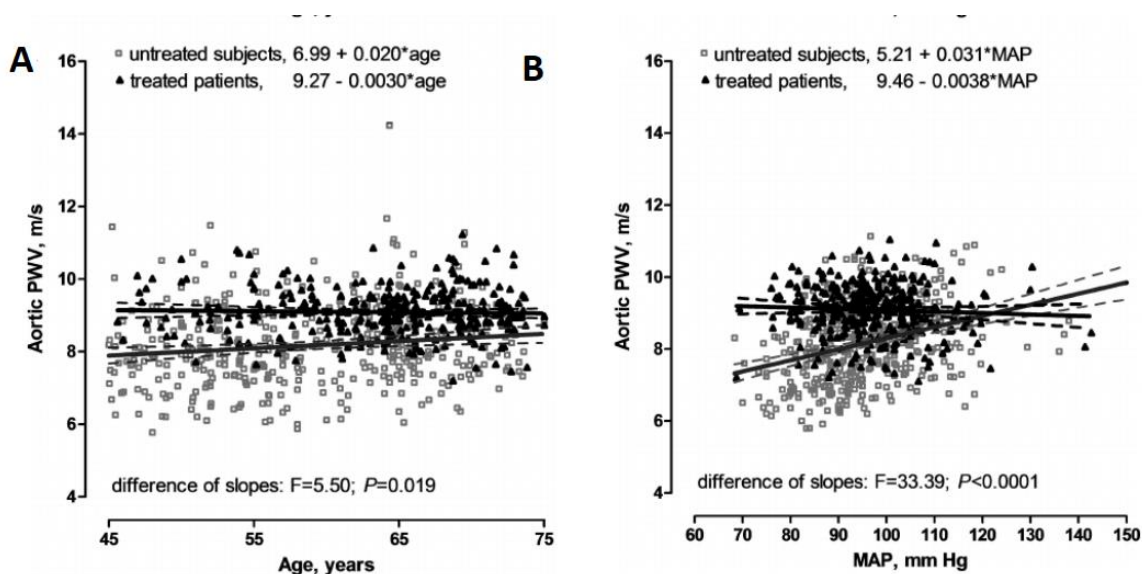 A
untreated subjects, 6.99 + 0.020*age
treated patients, 9.27 - 0.0030*age
16
14
12
10
8
6
4
Aortic PWV, m/s
difference of slopes: F=5.50; P=0.019
45 55 65 75
Age, years
B
untreated subjects, 5.21 + 0.031*MAP
treated patients, 9.46 - 0.0038*MAP
16
14
12
10
8
6
4
Aortic PWV, m/s
difference of slopes: F=33.39; P<0.0001
60 70 80 90 100 110 120 130 140 150
MAP, mm Hg